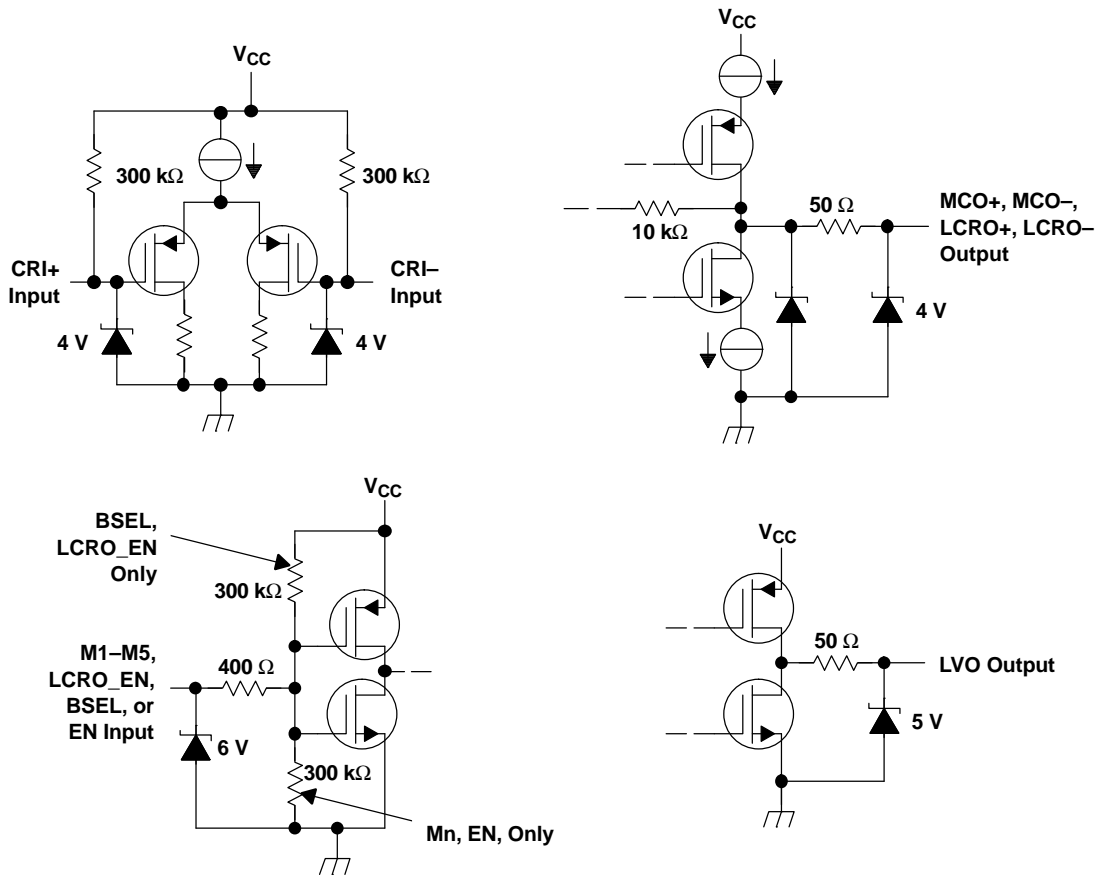 VCC
300 kΩ
300 kΩ
CRI+
Input
CRI–
Input
4 V
4 V
VCC
10 kΩ
50 Ω
MCO+, MCO–,
LCRO+, LCRO–
Output
4 V
VCC
BSEL,
LCRO_EN
Only
300 kΩ
M1–M5,
LCRO_EN,
BSEL, or
EN Input
400 Ω
6 V
300 kΩ
Mn, EN, Only
VCC
50 Ω
LVO Output
5 V